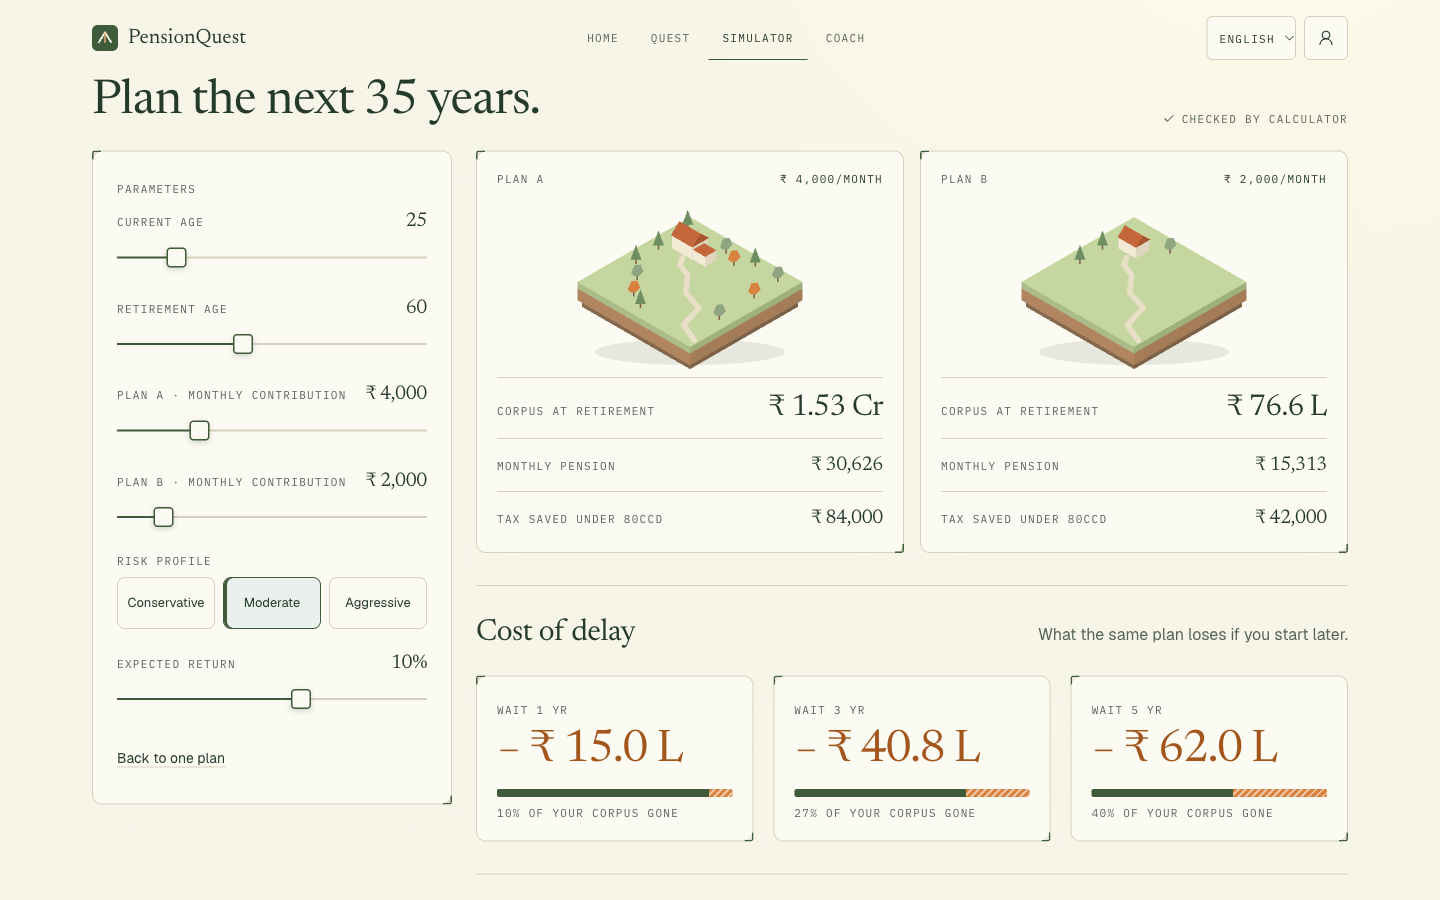 PensionQuest
HOME QUEST SIMULATOR COACH
ENGLISH
Plan the next 35 years.
✓ CHECKED BY CALCULATOR
PARAMETERS
CURRENT AGE 25
RETIREMENT AGE 60
PLAN A · MONTHLY CONTRIBUTION ₹ 4,000
PLAN B · MONTHLY CONTRIBUTION ₹ 2,000
RISK PROFILE
Conservative Moderate Aggressive
EXPECTED RETURN 10%
Back to one plan
PLAN A ₹ 4,000/MONTH
CORPUS AT RETIREMENT ₹ 1.53 Cr
MONTHLY PENSION ₹ 30,626
TAX SAVED UNDER 80CCD ₹ 84,000
PLAN B ₹ 2,000/MONTH
CORPUS AT RETIREMENT ₹ 76.6 L
MONTHLY PENSION ₹ 15,313
TAX SAVED UNDER 80CCD ₹ 42,000
Cost of delay
What the same plan loses if you start later.
WAIT 1 YR
– ₹ 15.0 L
10% OF YOUR CORPUS GONE
WAIT 3 YR
– ₹ 40.8 L
27% OF YOUR CORPUS GONE
WAIT 5 YR
– ₹ 62.0 L
40% OF YOUR CORPUS GONE